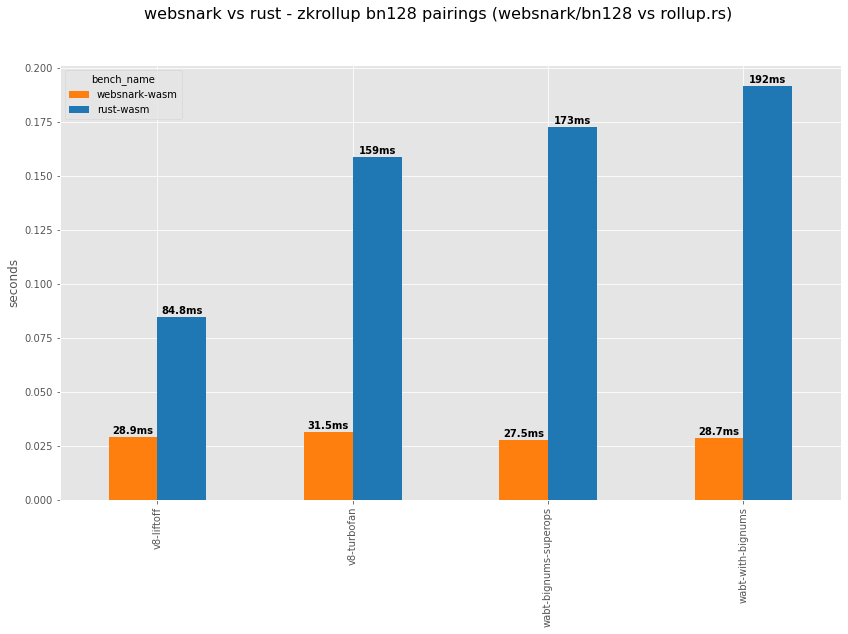 websnark vs rust - zkrollup bn128 pairings (websnark/bn128 vs rollup.rs)
bench_name
websnark-wasm
rust-wasm
seconds
0.200
0.175
0.150
0.125
0.100
0.075
0.050
0.025
0.000
28.9ms
84.8ms
31.5ms
159ms
27.5ms
173ms
28.7ms
192ms
v8-liftoff
v8-turbofan
wabt-bignums-superops
wabt-with-bignums